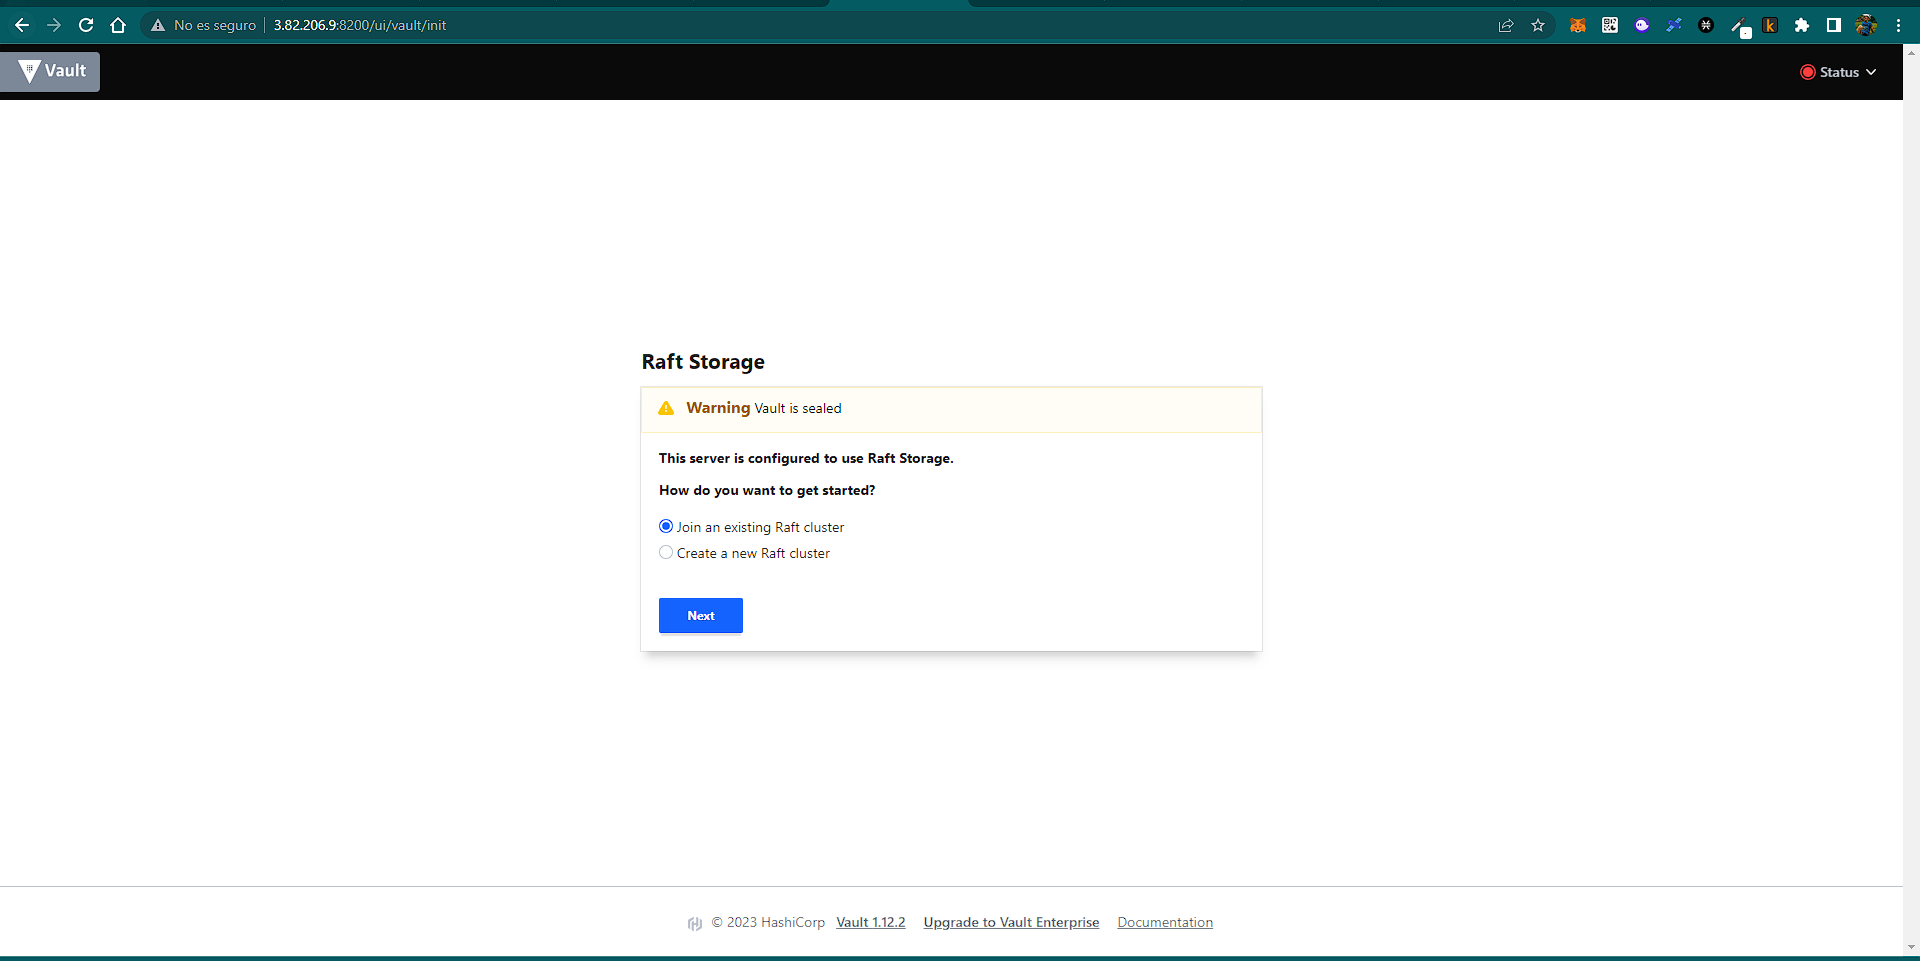 No es seguro | 3.82.206.9:8200/ui/vault/init
Vault
Status
Raft Storage
Warning Vault is sealed
This server is configured to use Raft Storage.
How do you want to get started?
Join an existing Raft cluster
Create a new Raft cluster
Next
© 2023 HashiCorp Vault 1.12.2 Upgrade to Vault Enterprise Documentation